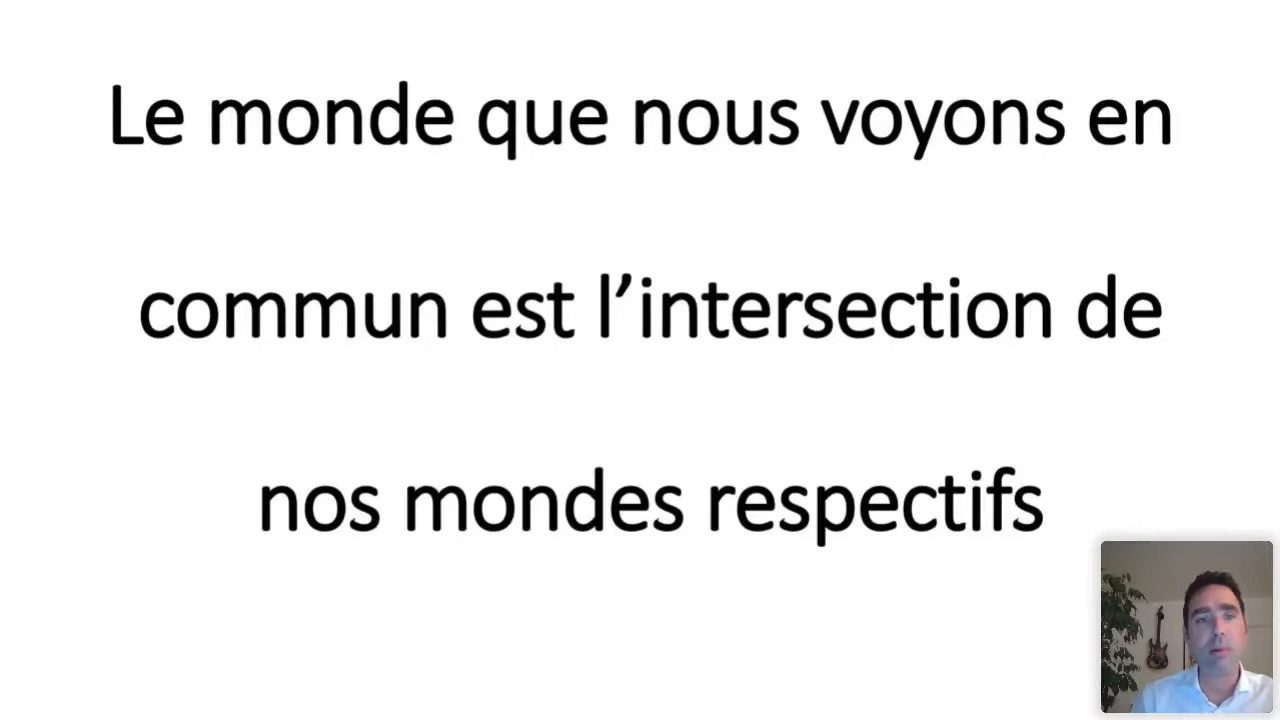 Le monde que nous voyons en
commun est l’intersection de
nos mondes respectifs